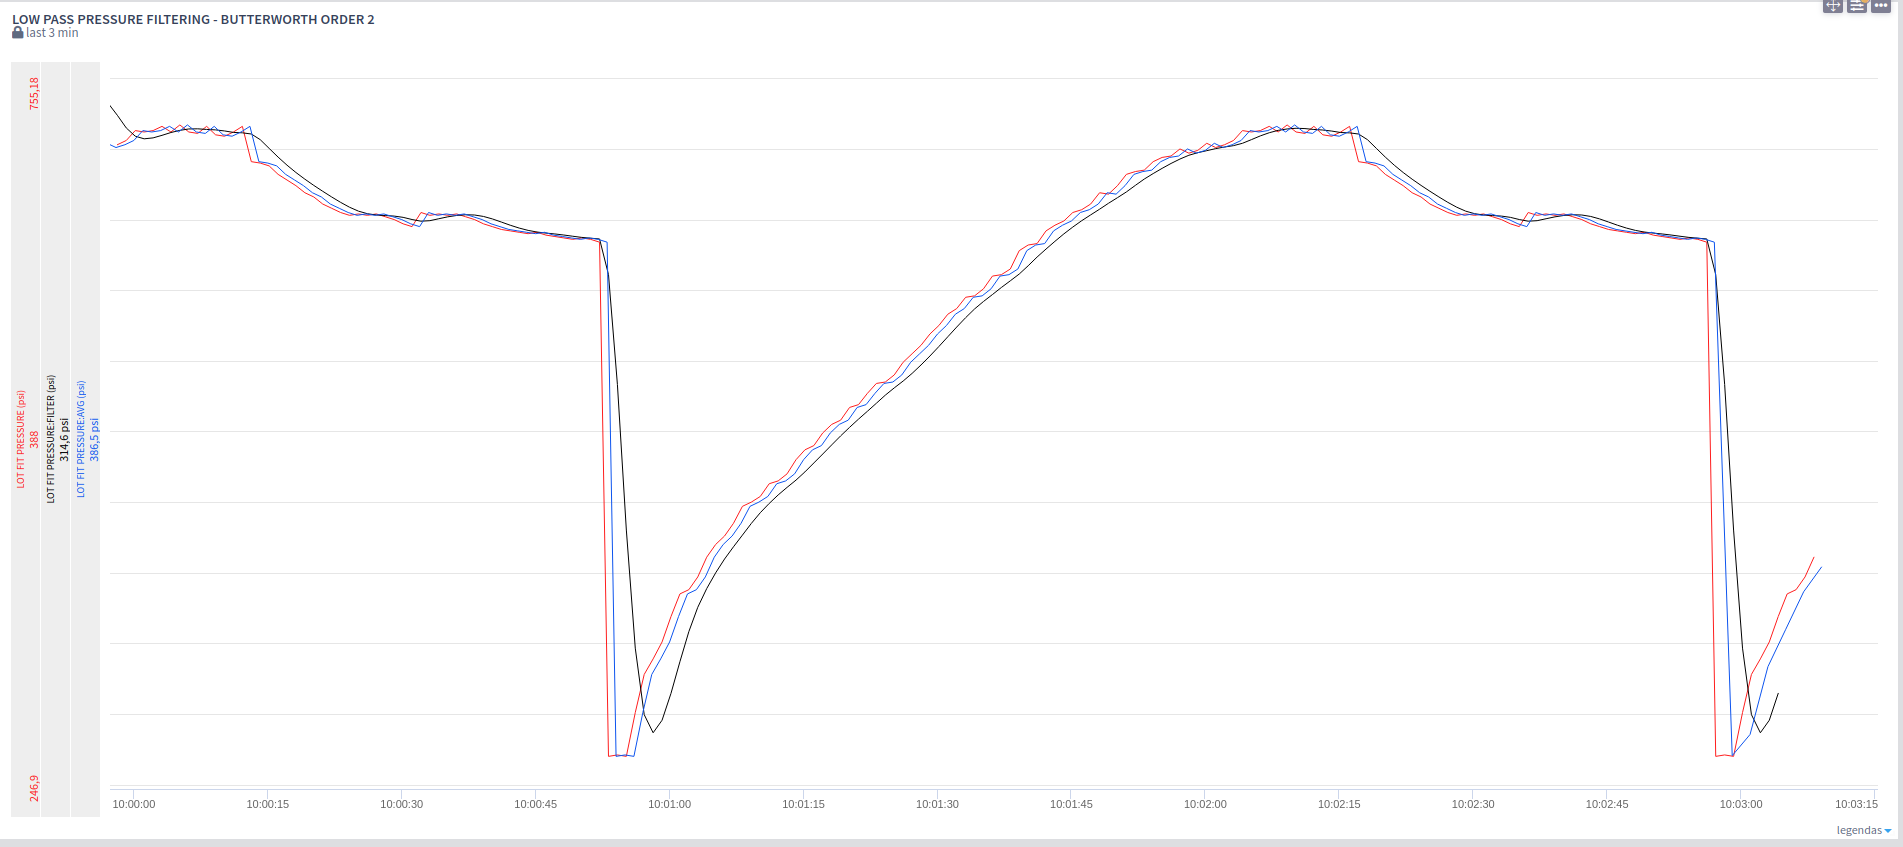 LOW PASS PRESSURE FILTERING - BUTTERWORTH ORDER 2
last 3 min
755,18
LOT FIT PRESSURE (psi)
388
246,9
LOT FIT PRESSURE:FILTER (psi)
314,6 psi
LOT FIT PRESSURE:AVG (psi)
386,5 psi
10:00:00
10:00:15
10:00:30
10:00:45
10:01:00
10:01:15
10:01:30
10:01:45
10:02:00
10:02:15
10:02:30
10:02:45
10:03:00
10:03:15
legendas